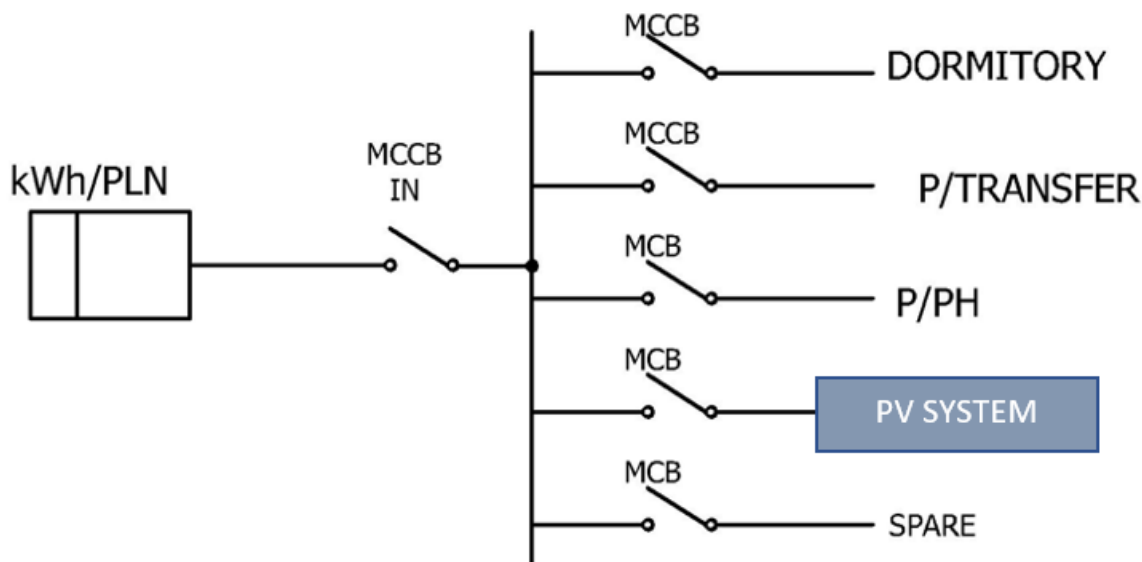 kWh/PLN
MCCB
IN
MCCB
DORMITORY
MCCB
P/TRANSFER
MCB
P/PH
MCB
PV SYSTEM
MCB
SPARE